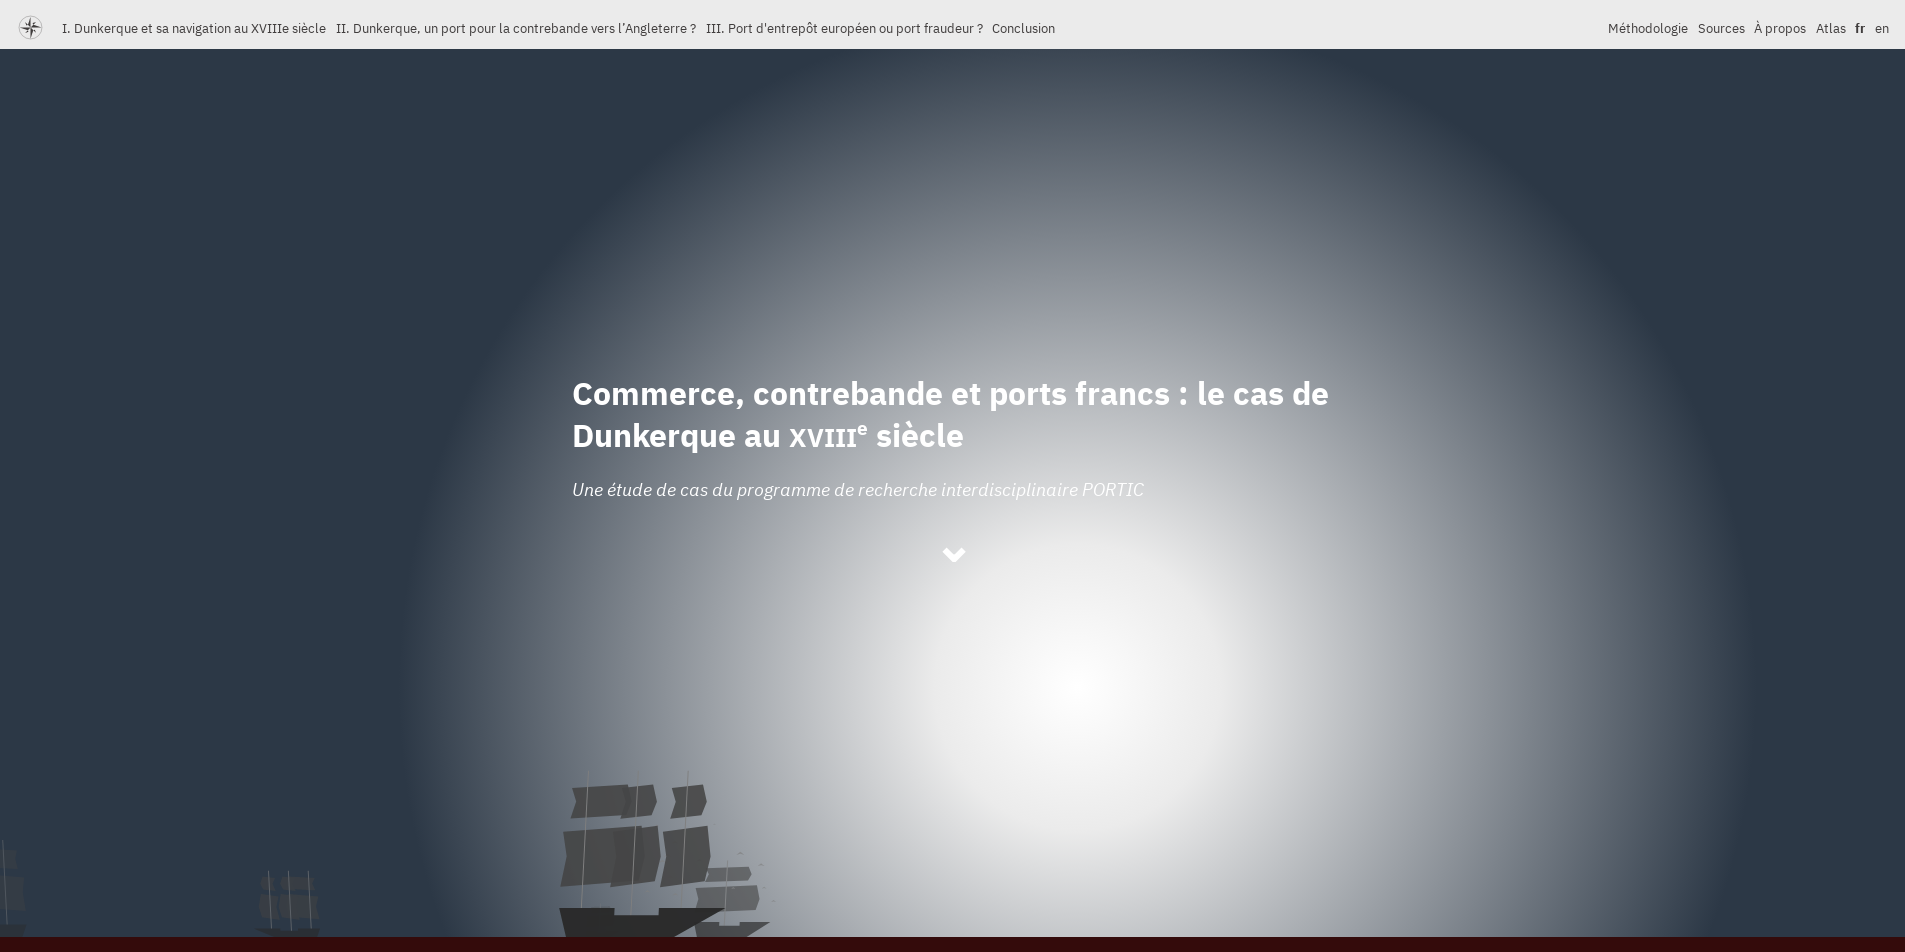 I. Dunkerque et sa navigation au XVIIIe siècle II. Dunkerque, un port pour la contrebande vers l’Angleterre ? III. Port d'entrepôt européen ou port fraudeur ? Conclusion Méthodologie Sources À propos Atlas fr en
Commerce, contrebande et ports francs : le cas de
Dunkerque au XVIIIe siècle
Une étude de cas du programme de recherche interdisciplinaire PORTIC